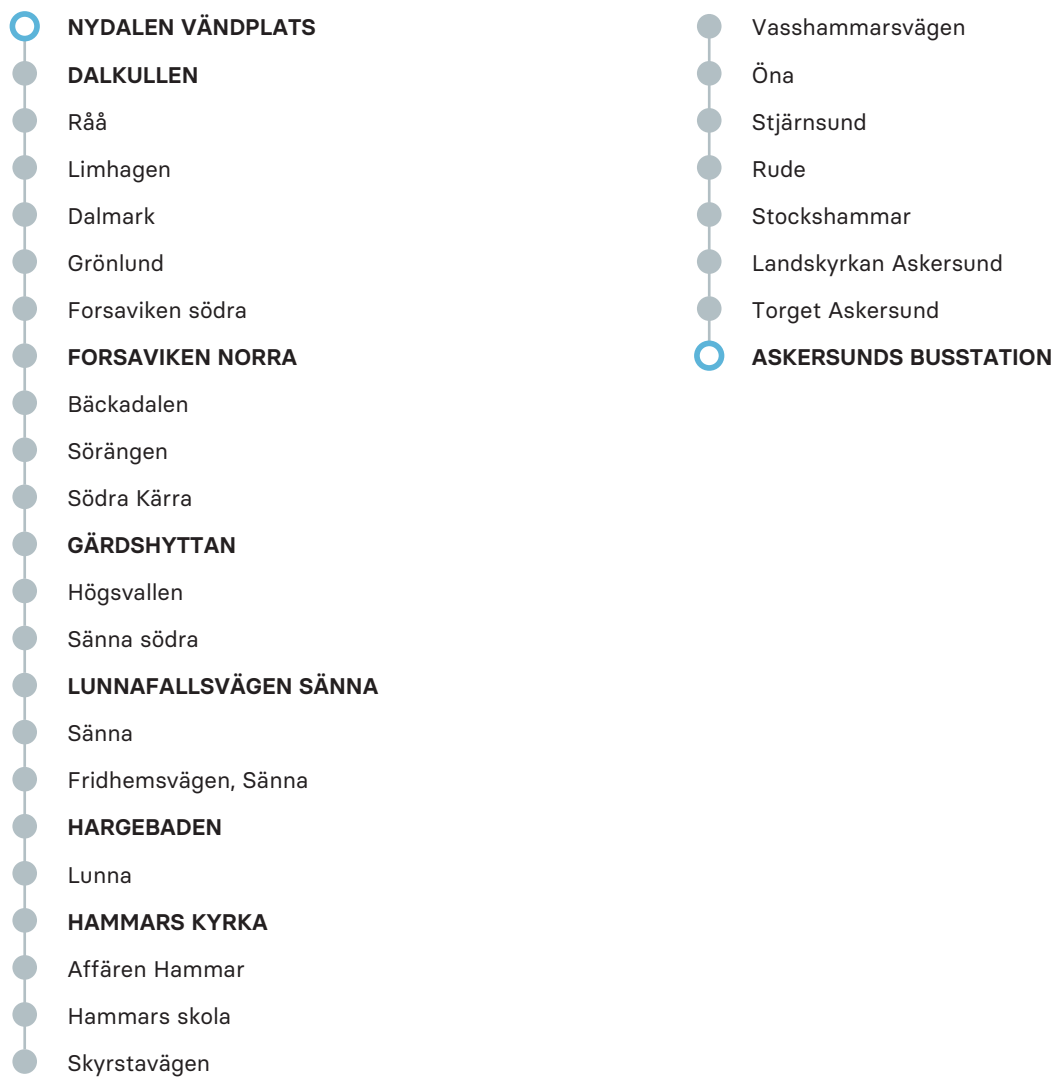 NYDALEN VÄNDPLATS
DALKULLEN
Råå
Limhagen
Dalmark
Grönlund
Forsaviken södra
FORSAVIKEN NORRA
Bäckadalen
Sörängen
Södra Kärra
GÄRDSHYTTAN
Högsvallen
Sänna södra
LUNNAFALLSVÄGEN SÄNNA
Sänna
Fridhemsvägen, Sänna
HARGEBADEN
Lunna
HAMMARS KYRKA
Affären Hammar
Hammars skola
Skyrstavägen
Vasshammarsvägen
Öna
Stjärnsund
Rude
Stockshammar
Landskyrkan Askersund
Torget Askersund
ASKERSUNDS BUSSTATION